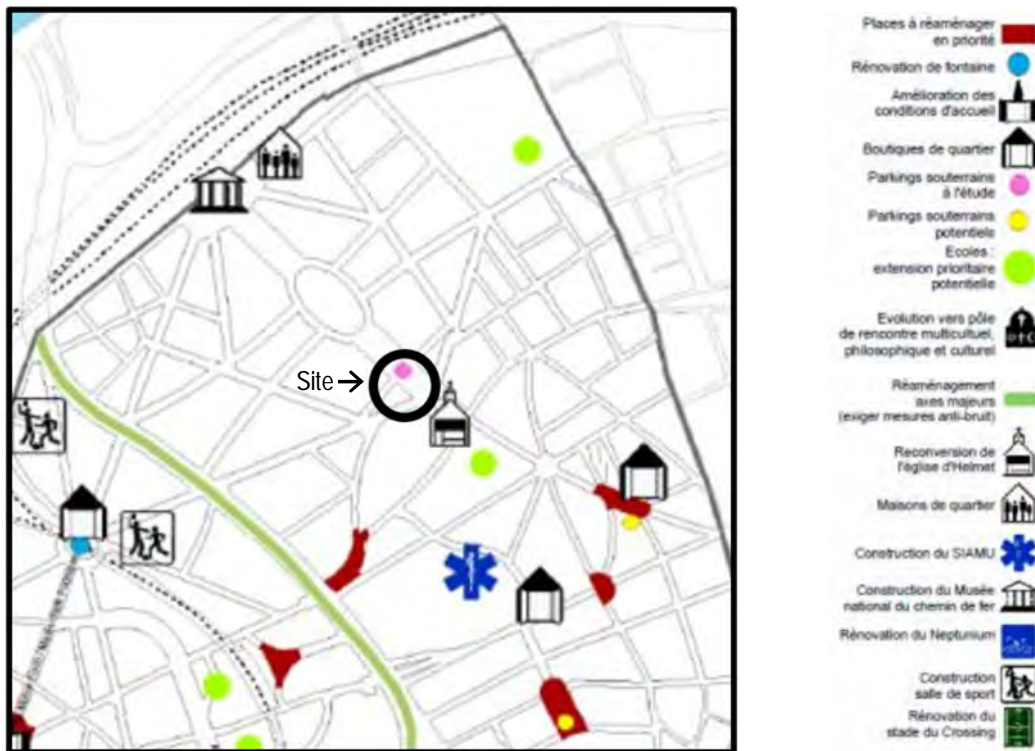 Site
Places à réaménager
en priorité
Rénovation de fontaine
Amélioration des
conditions d'accueil
Boutiques de quartier
Parkings souterrains
à l'étude
Parkings souterrains
potentiels
Ecoles :
extension prioritaire
potentielle
Evolution vers pôle
de rencontre multicultuel,
philosophique et culturel
Réaménagement
axes majeurs
(exiger mesures anti-bruit)
Reconversion de
l'église d'Helmet
Maisons de quartier
Construction du SIAMU
Construction du Musée
national du chemin de fer
Rénovation du Neptunium
Construction
salle de sport
Rénovation du
stade du Crossing